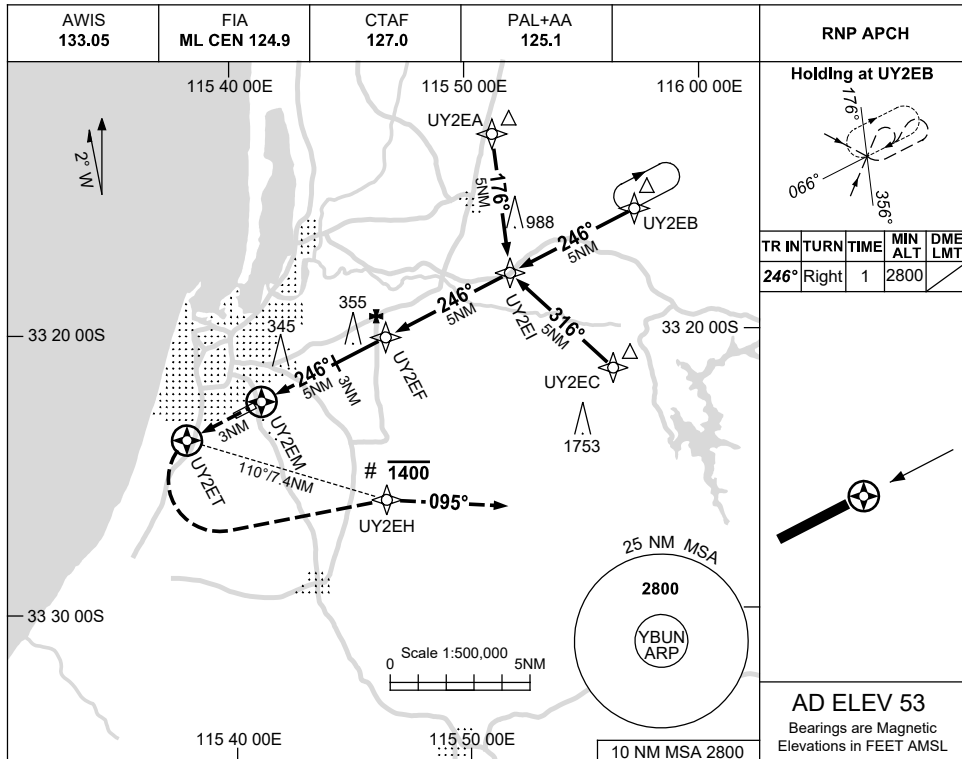 AWIS
133.05
FIA
ML CEN 124.9
CTAF
127.0
PAL+AA
125.1
RNP APCH
115 40 00E
115 50 00E
116 00 00E
Holding at UY2EB
176°
066°
356°
TR IN TURN TIME MIN ALT DME LMT
246° Right 1 2800
2° W
UY2EA
176°
5NM
988
UY2EB
246°
5NM
UY2EI
246°
5NM
316°
5NM
UY2EC
1753
33 20 00S
33 20 00S
345
355
UY2EF
246°
5NM
3NM
UY2EM
3NM
UY2ET
110°/7.4NM
# 1400
095°
UY2EH
25 NM MSA
2800
YBUN
ARP
33 30 00S
Scale 1:500,000
0 5NM
115 40 00E
115 50 00E
10 NM MSA 2800
AD ELEV 53
Bearings are Magnetic
Elevations in FEET AMSL